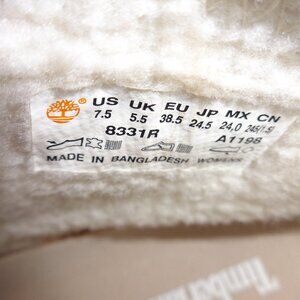 US UK EU JP MX CN
7.5 5.5 38.5 24.5 24,0 245(1.5)
8331R A1198
MADE IN BANGLADESH WOMENS
Timberland